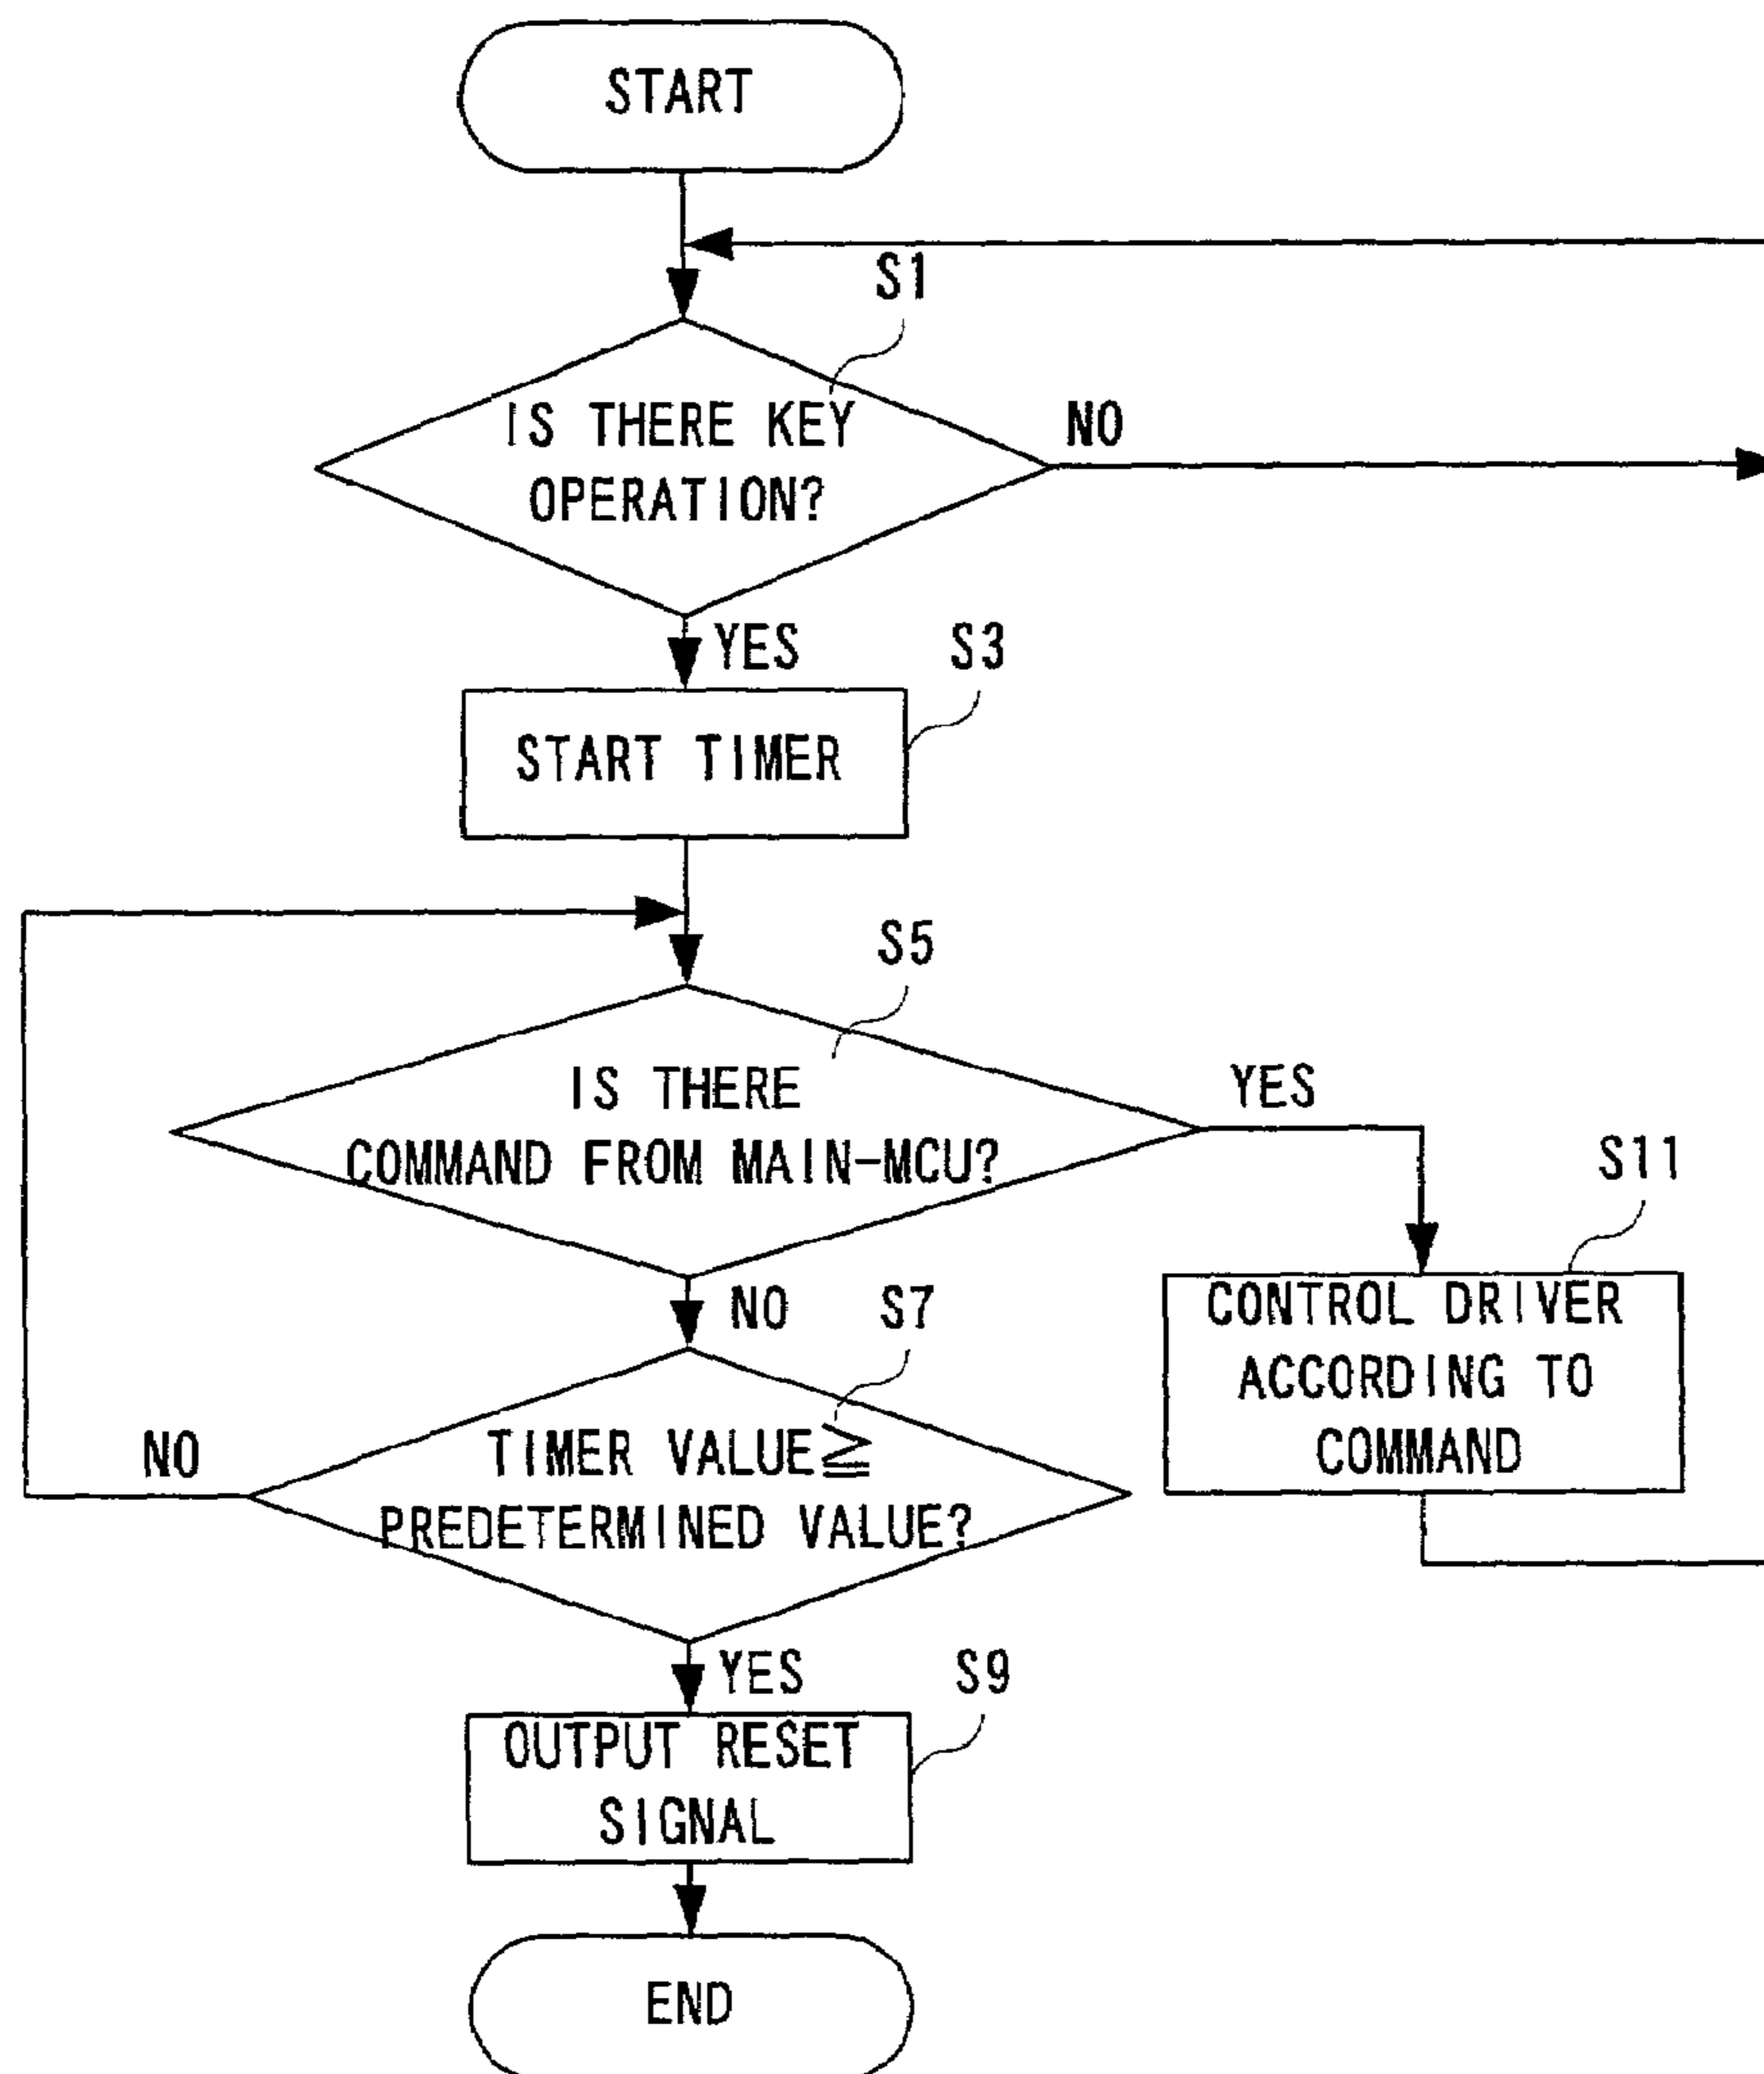 START
S1
IS THERE KEY
OPERATION?
NO
YES
S3
START TIMER
S5
IS THERE
COMMAND FROM MAIN-MCU?
YES
S11
CONTROL DRIVER
ACCORDING TO
COMMAND
NO
S7
TIMER VALUE≧
PREDETERMINED VALUE?
NO
YES
S9
OUTPUT RESET
SIGNAL
END